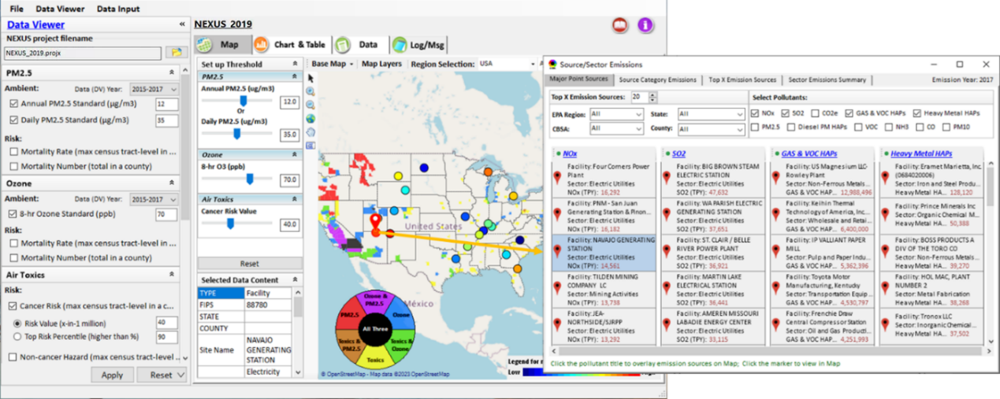 File Data Viewer Data Input
Data Viewer «
NEXUS project filename
NEXUS_2019.projx
PM2.5
Ambient: Data (DV) Year: 2015-2017
Annual PM2.5 Standard (µg/m3) 12
Daily PM2.5 Standard (µg/m3) 35
Risk:
Mortality Rate (max census tract-level in ...
Mortality Number (total in a county)
Ozone
Ambient: Data (DV) Year: 2015-2017
8-hr Ozone Standard (ppb) 70
Risk:
Mortality Rate (max census tract-level in ...
Mortality Number (total in a county)
Air Toxics
Risk:
Cancer Risk (max census tract-level in a c...
Risk Value (x-in-1 million) 40
Top Risk Percentile (higher than %) 90
Non-cancer Hazard (max census tract-level ...
Apply Reset
NEXUS 2019
Map Chart & Table Data Log/Msg
Set up Threshold
PM2.5
Annual PM2.5 (ug/m3)
12.0
Or
Daily PM2.5 (ug/m3)
35.0
Ozone
8-hr O3 (ppb)
70.0
Air Toxics
Cancer Risk Value
40.0
Reset
Selected Data Content
TYPE Facility
FIPS 88780
STATE
COUNTY
Site Name NAVAJO
GENERATING
STATION
Electricity
Base Map Map Layers Region Selection: USA
United States
México
Ozone &
PM2.5
PM2.5 Ozone
All Three
Toxics
& PM2.5
Toxics &
Ozone
Toxics
© OpenStreetMap - Map data ©2023 OpenStreetMap
Legend for
Low
Source/Sector Emissions
Major Point Sources Source Category Emissions Top X Emission Sources Sector Emissions Summary Emission Year: 2017
Top X Emission Sources: 20
EPA Region: All State: All
CBSA: All County: All
Select Pollutants:
NOx SO2 CO2e GAS & VOC HAPs Heavy Metal HAPs
PM2.5 Diesel PM HAPs VOC NH3 CO PM10
NOx
Facility: Four Corners Power
Plant
Sector: Electric Utilities
NOx (TPY): 16,292
Facility: PNM - San Juan
Generating Station & Pinon...
Sector: Electric Utilities
NOx (TPY): 16,182
Facility: NAVAJO GENERATING
STATION
Sector: Electric Utilities
NOx (TPY): 14,561
Facility: TILDEN MINING
COMPANY LC
Sector: Mining Activities
NOx (TPY): 13,738
Facility: JEA-
NORTHSIDE/SJRPP
Sector: Electric Utilities
NOx (TPY): 13,292
SO2
Facility: BIG BROWN STEAM
ELECTRIC STATION
Sector: Electric Utilities
SO2 (TPY): 47,632
Facility: WA PARISH ELECTRIC
GENERATING STATION
Sector: Electric Utilities
SO2 (TPY): 37,651
Facility: ST. CLAIR / BELLE
RIVER POWER PLANT
Sector: Electric Utilities
SO2 (TPY): 36,921
Facility: MARTIN LAKE
ELECTRICAL STATION
Sector: Electric Utilities
SO2 (TPY): 36,441
Facility: AMEREN MISSOURI
LABADIE ENERGY CENTER
Sector: Electric Utilities
SO2 (TPY): 33,115
GAS & VOC HAPs
Facility: US Magnesium LLC-
Rowley Plant
Sector: Non-Ferrous Metals...
GAS & VOC HAP... 12,988,496
Facility: Keihin Thermal
Technology of America, Inc...
Sector: Wholesale and Retai...
GAS & VOC HAP... 6,400,000
Facility: IP VALLIANT PAPER
MILL
Sector: Pulp and Paper Indu...
GAS & VOC HAP... 5,362,396
Facility: Toyota Motor
Manufacturing, Kentucky
Sector: Transportation Equip...
GAS & VOC HAP... 4,530,797
Facility: Frenchie Draw
Central Compressor Station
Sector: Oil and Gas Producti...
GAS & VOC HAP... 4,251,993
Heavy Metal HAPs
Facility: Eramet Marietta, Inc.
(0684020006)
Sector: Iron and Steel Produ...
Heavy Metal HA... 128,120
Facility: Prince Minerals Inc
Sector: Organic Chemical M...
Heavy Metal HA... 50,388
Facility: BOSS PRODUCTS A
DIV OF THE TORO CO
Sector: Non-Ferrous Metals...
Heavy Metal HA... 39,270
Facility: HOL MAC, PLANT
NUMBER 2
Sector: Metal Fabrication
Heavy Metal HA... 38,268
Facility: Tronox LLC
Sector: Inorganic Chemical...
Heavy Metal HA... 37,502
Click the pollutant title to overlay emission sources on Map; Click the marker to view in Map